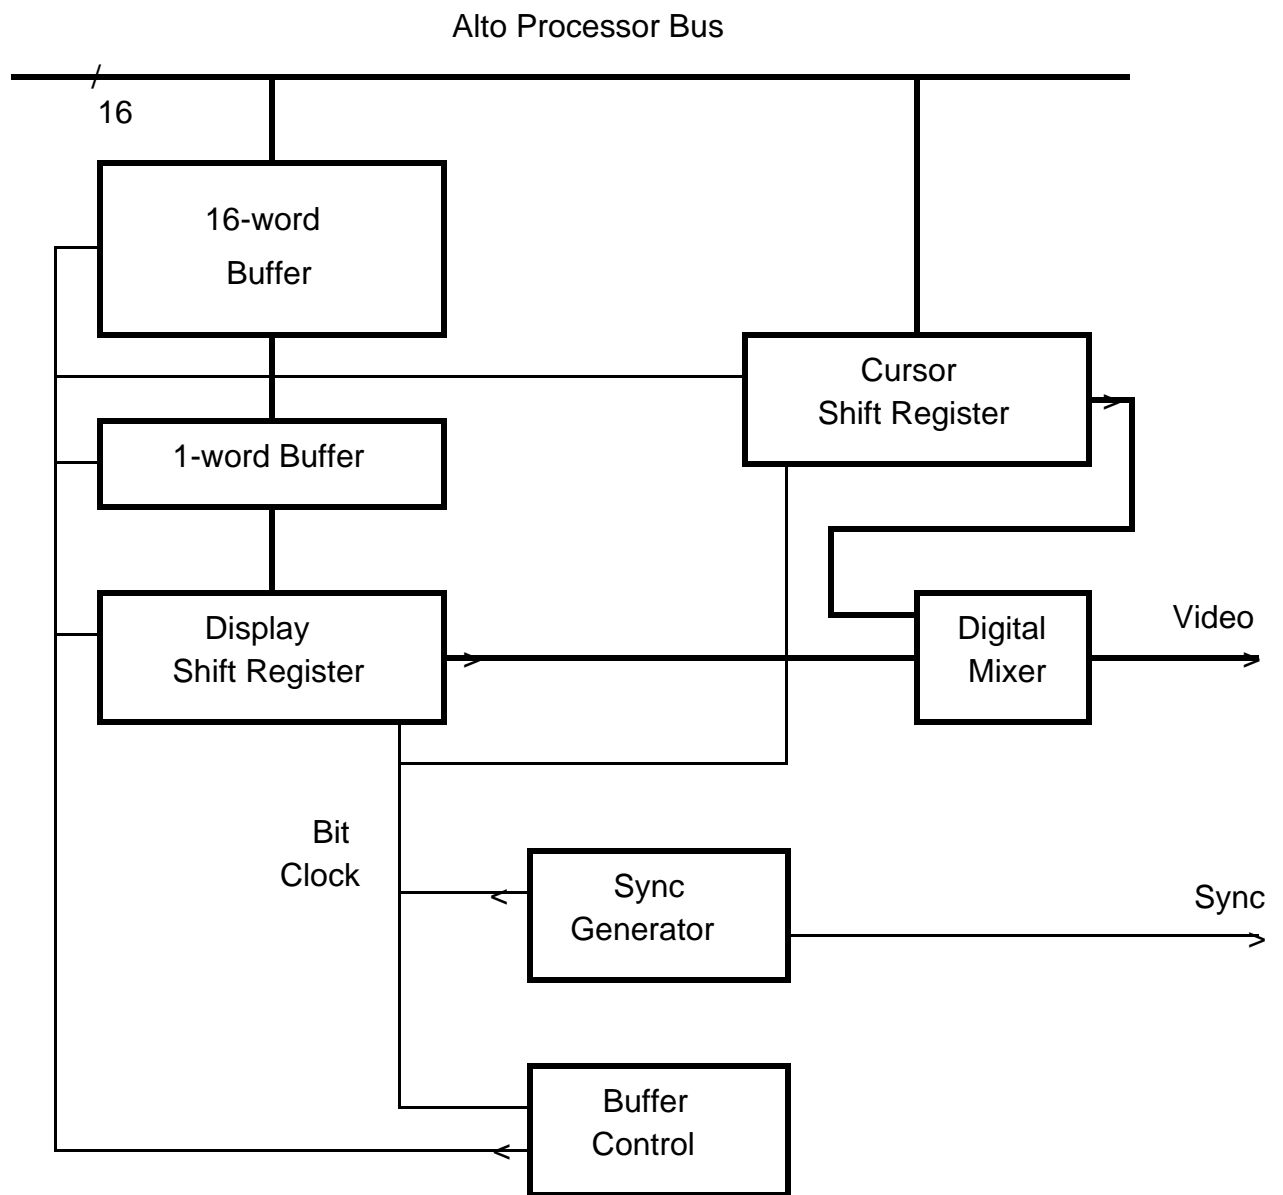 Alto Processor Bus
16
16-word
Buffer
Cursor
Shift Register
1-word Buffer
Display
Shift Register
Digital
Mixer
Video
Bit
Clock
Sync
Generator
Sync
Buffer
Control